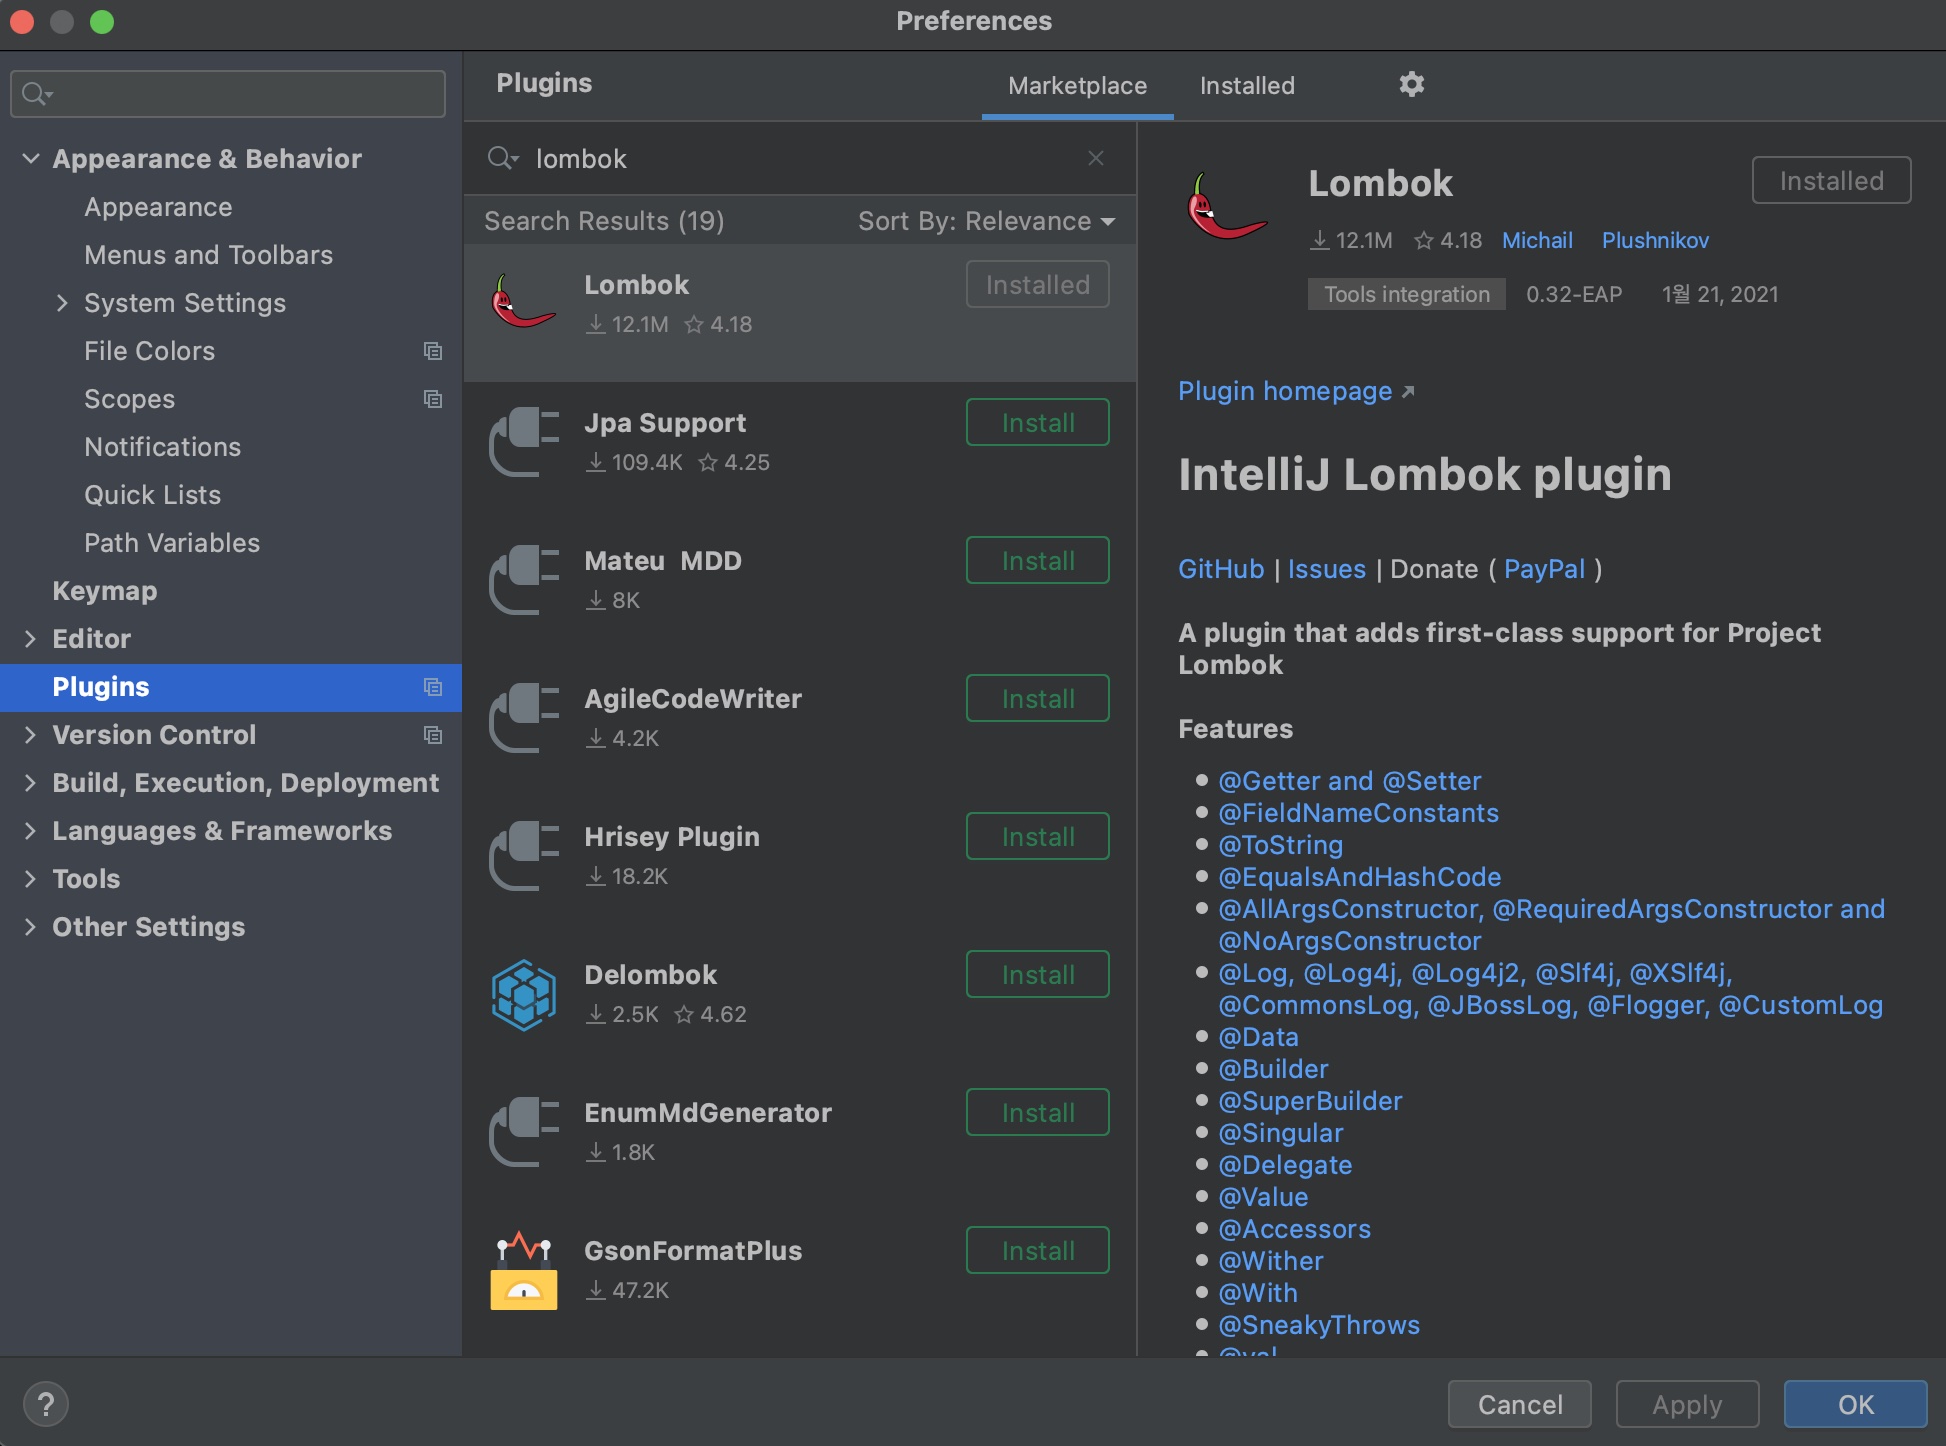 Preferences
Appearance & Behavior
Appearance
Menus and Toolbars
System Settings
File Colors
Scopes
Notifications
Quick Lists
Path Variables
Keymap
Editor
Plugins
Version Control
Build, Execution, Deployment
Languages & Frameworks
Tools
Other Settings
?
Plugins
Marketplace
Installed
lombok
Search Results (19)
Sort By: Relevance
Lombok
12.1M 4.18
Installed
Jpa Support
109.4K 4.25
Install
Mateu MDD
8K
Install
AgileCodeWriter
4.2K
Install
Hrisey Plugin
18.2K
Install
Delombok
2.5K 4.62
Install
EnumMdGenerator
1.8K
Install
GsonFormatPlus
47.2K
Install
Lombok
Installed
12.1M 4.18 Michail Plushnikov
Tools integration 0.32-EAP 1월 21, 2021
Plugin homepage
IntelliJ Lombok plugin
GitHub | Issues | Donate ( PayPal )
A plugin that adds first-class support for Project
Lombok
Features
@Getter and @Setter
@FieldNameConstants
@ToString
@EqualsAndHashCode
@AllArgsConstructor, @RequiredArgsConstructor and
@NoArgsConstructor
@Log, @Log4j, @Log4j2, @Slf4j, @XSlf4j,
@CommonsLog, @JBossLog, @Flogger, @CustomLog
@Data
@Builder
@SuperBuilder
@Singular
@Delegate
@Value
@Accessors
@Wither
@With
@SneakyThrows
@val
Cancel
Apply
OK